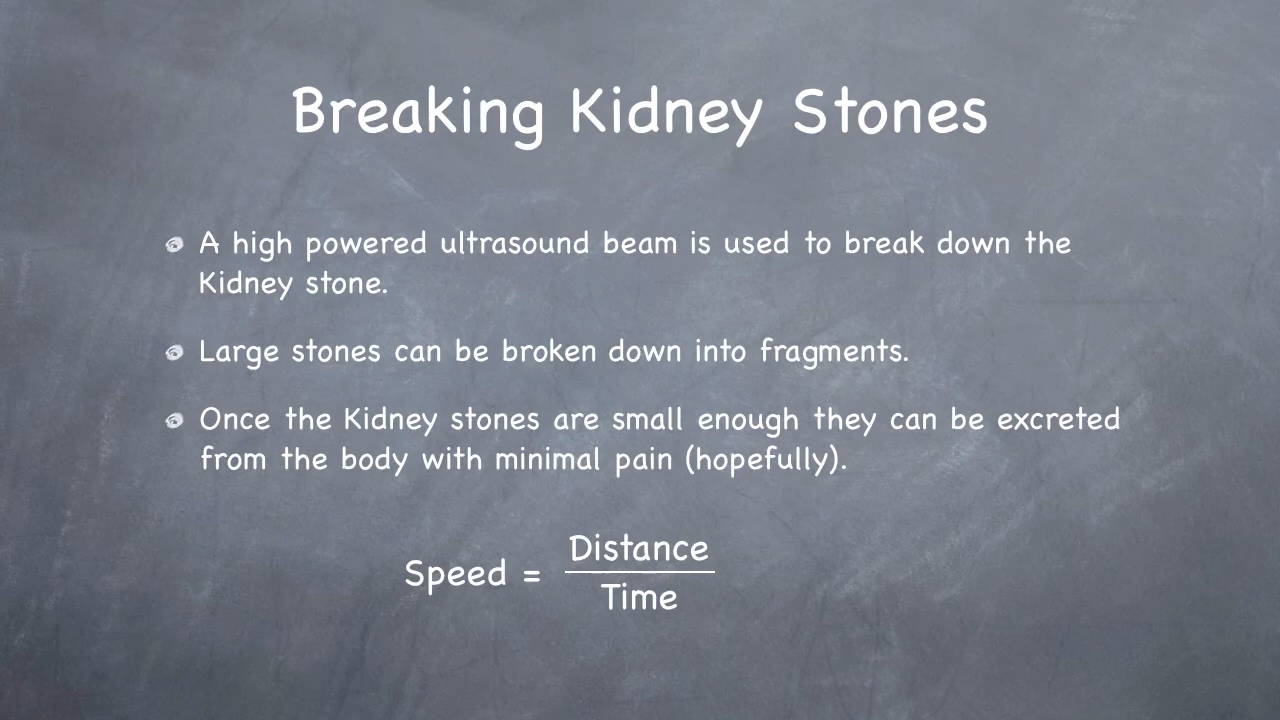 Breaking Kidney Stones
A high powered ultrasound beam is used to break down the
Kidney stone.
Large stones can be broken down into fragments.
Once the Kidney stones are small enough they can be excreted
from the body with minimal pain (hopefully).
Speed = Distance
Time